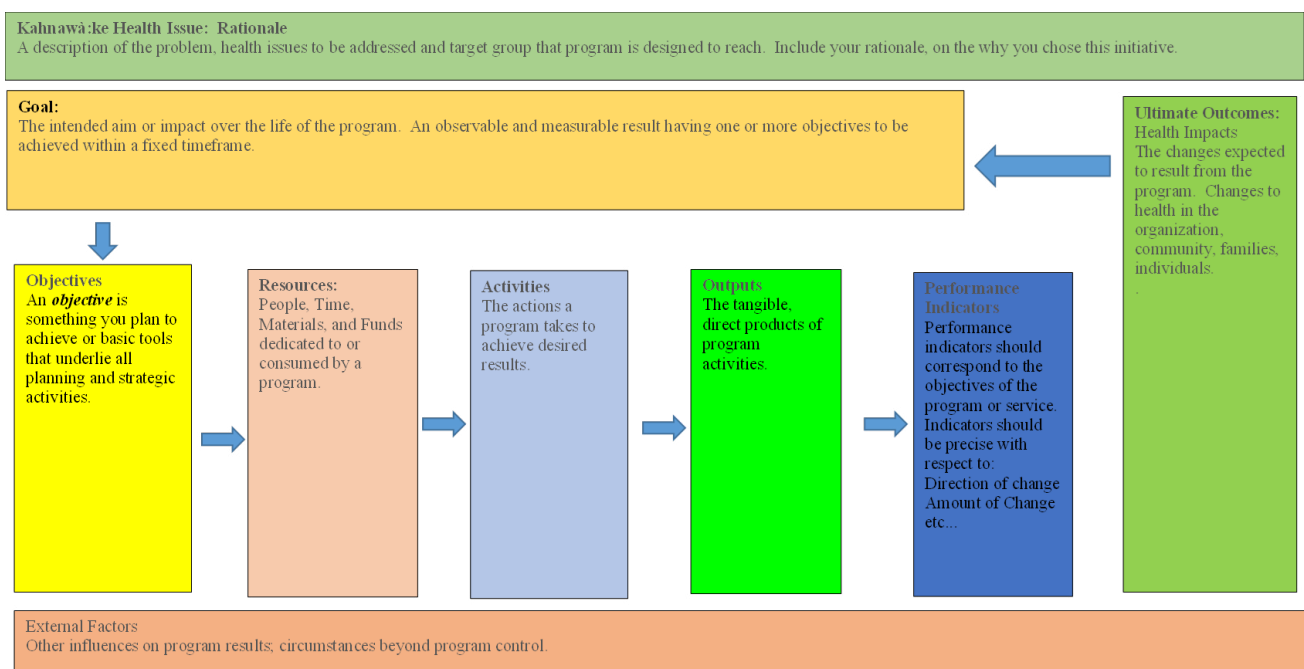 Kahnawà:ke Health Issue:  Rationale
A description of the problem, health issues to be addressed and target group that program is designed to reach.  Include your rationale, on the why you chose this initiative.
Goal:
The intended aim or impact over the life of the program.  An observable and measurable result having one or more objectives to be
achieved within a fixed timeframe.
Ultimate Outcomes:
Health Impacts
The changes expected
to result from the
program.  Changes to
health in the
organization,
community, families,
individuals.
.
Objectives
An objective is
something you plan to
achieve or basic tools
that underlie all
planning and strategic
activities.
Resources:
People, Time,
Materials, and Funds
dedicated to or
consumed by a
program.
Activities
The actions a
program takes to
achieve desired
results.
Outputs
The tangible,
direct products of
program
activities.
Performance
Indicators
Performance
indicators should
correspond to the
objectives of the
program or service.
Indicators should
be precise with
respect to:
Direction of change
Amount of Change
etc...
External Factors
Other influences on program results; circumstances beyond program control.